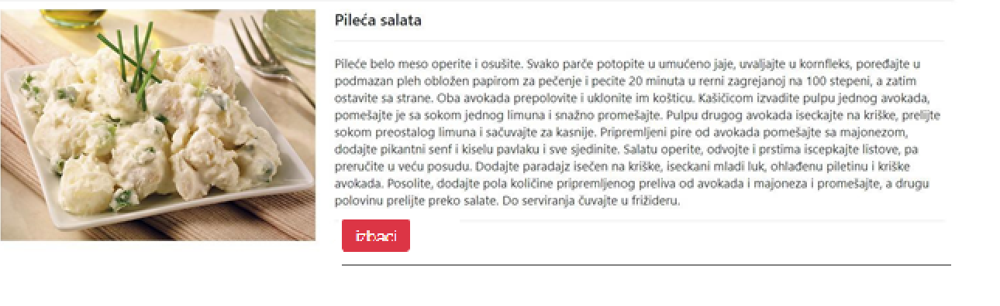 Pileća salata
Pileće belo meso operite i osušite. Svako parče potopite u umućeno jaje, uvaljajte u kornfleks, poređajte u
podmazan pleh obložen papirom za pečenje i pecite 20 minuta u rerni zagrejanoj na 100 stepeni, a zatim
ostavite sa strane. Oba avokada prepolovite i uklonite im košticu. Kašičicom izvadite pulpu jednog avokada,
pomešajte je sa sokom jednog limuna i snažno promešajte. Pulpu drugog avokada iseckajte na kriške, prelijte
sokom preostalog limuna i sačuvajte za kasnije. Pripremljeni pire od avokada pomešajte sa majonezom,
dodajte pikantni senf i kiselu pavlaku i sve sjedinite. Salatu operite, odvojte i prstima iscepkajte listove, pa
preručite u veću posudu. Dodajte paradajz isečen na kriške, iseckani mladi luk, ohlađenu piletinu i kriške
avokada. Posolite, dodajte pola količine pripremljenog preliva od avokada i majoneza i promešajte, a drugu
polovinu prelijte preko salate. Do serviranja čuvajte u frižideru.
izbaci